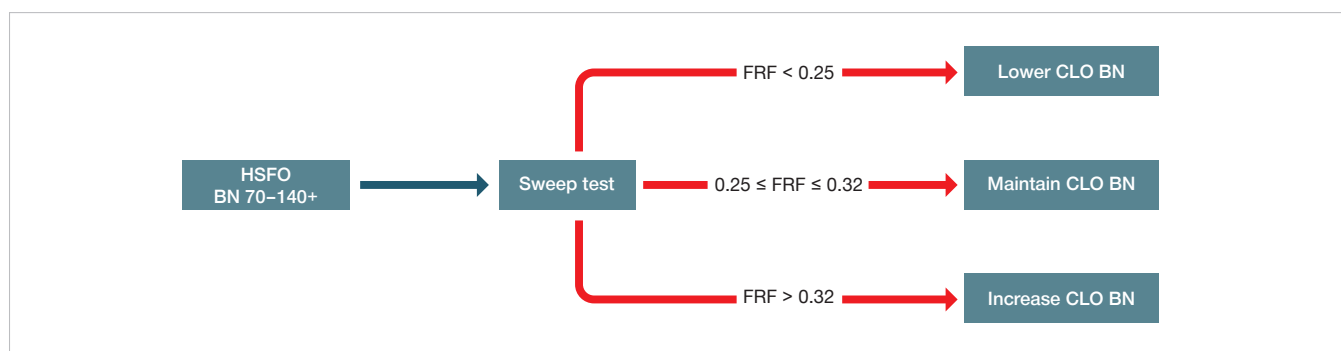 FRF < 0.25
Lower CLO BN
HSFO
BN 70–140+
Sweep test
0.25 ≤ FRF ≤ 0.32
Maintain CLO BN
FRF > 0.32
Increase CLO BN